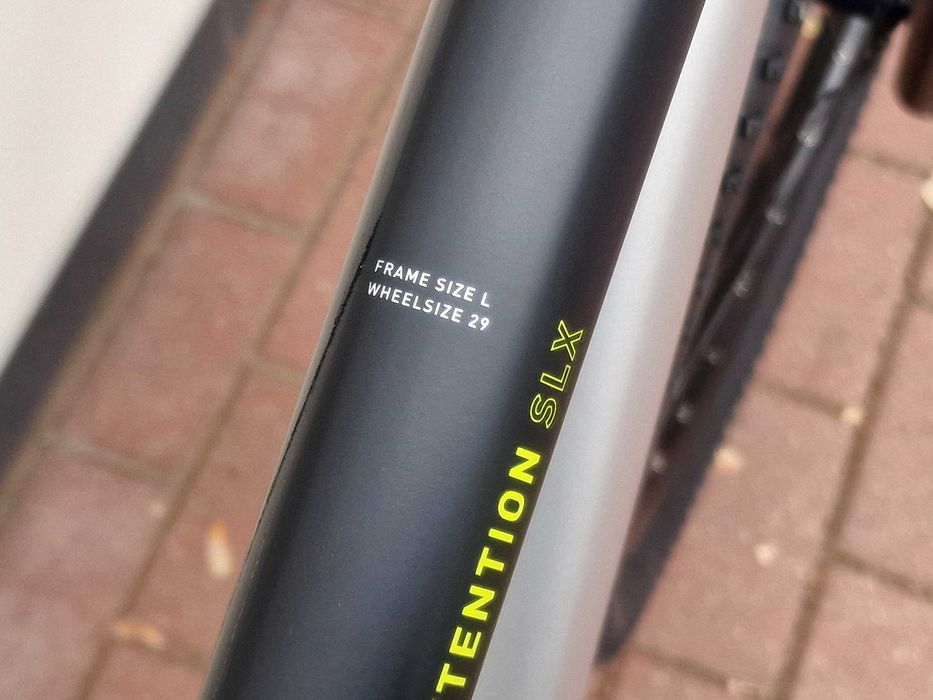 FRAME SIZE L
WHEELSIZE 29
TENTION SLX